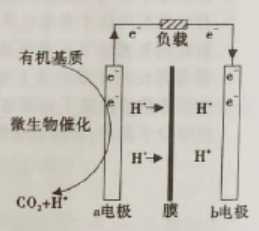 e⁻ 负载 e⁻
有机基质
e⁻ e⁻
e⁻ e⁻
微生物催化
H⁺ H⁺
H⁺ H⁺
CO₂+H⁺
a电极 膜 b电极